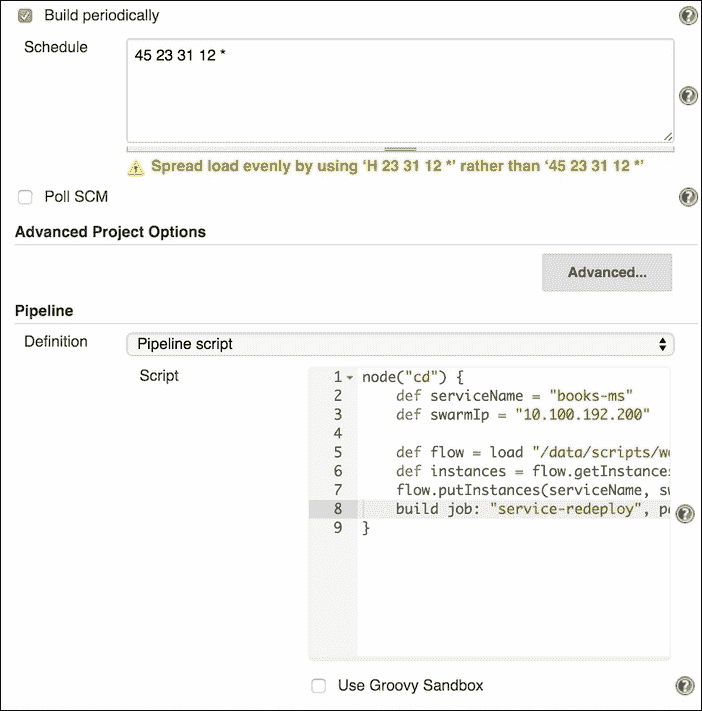 Build periodically
Schedule
45 23 31 12 *
Spread load evenly by using ‘H 23 31 12 *’ rather than ‘45 23 31 12 *’
Poll SCM
Advanced Project Options
Advanced...
Pipeline
Definition
Pipeline script
Script
1 node("cd") {
2 def serviceName = "books-ms"
3 def swarmIp = "10.100.192.200"
4
5 def flow = load "/data/scripts/w
6 def instances = flow.getInstances
7 flow.putInstances(serviceName, sw
8 build job: "service-redeploy", pa
9 }
Use Groovy Sandbox